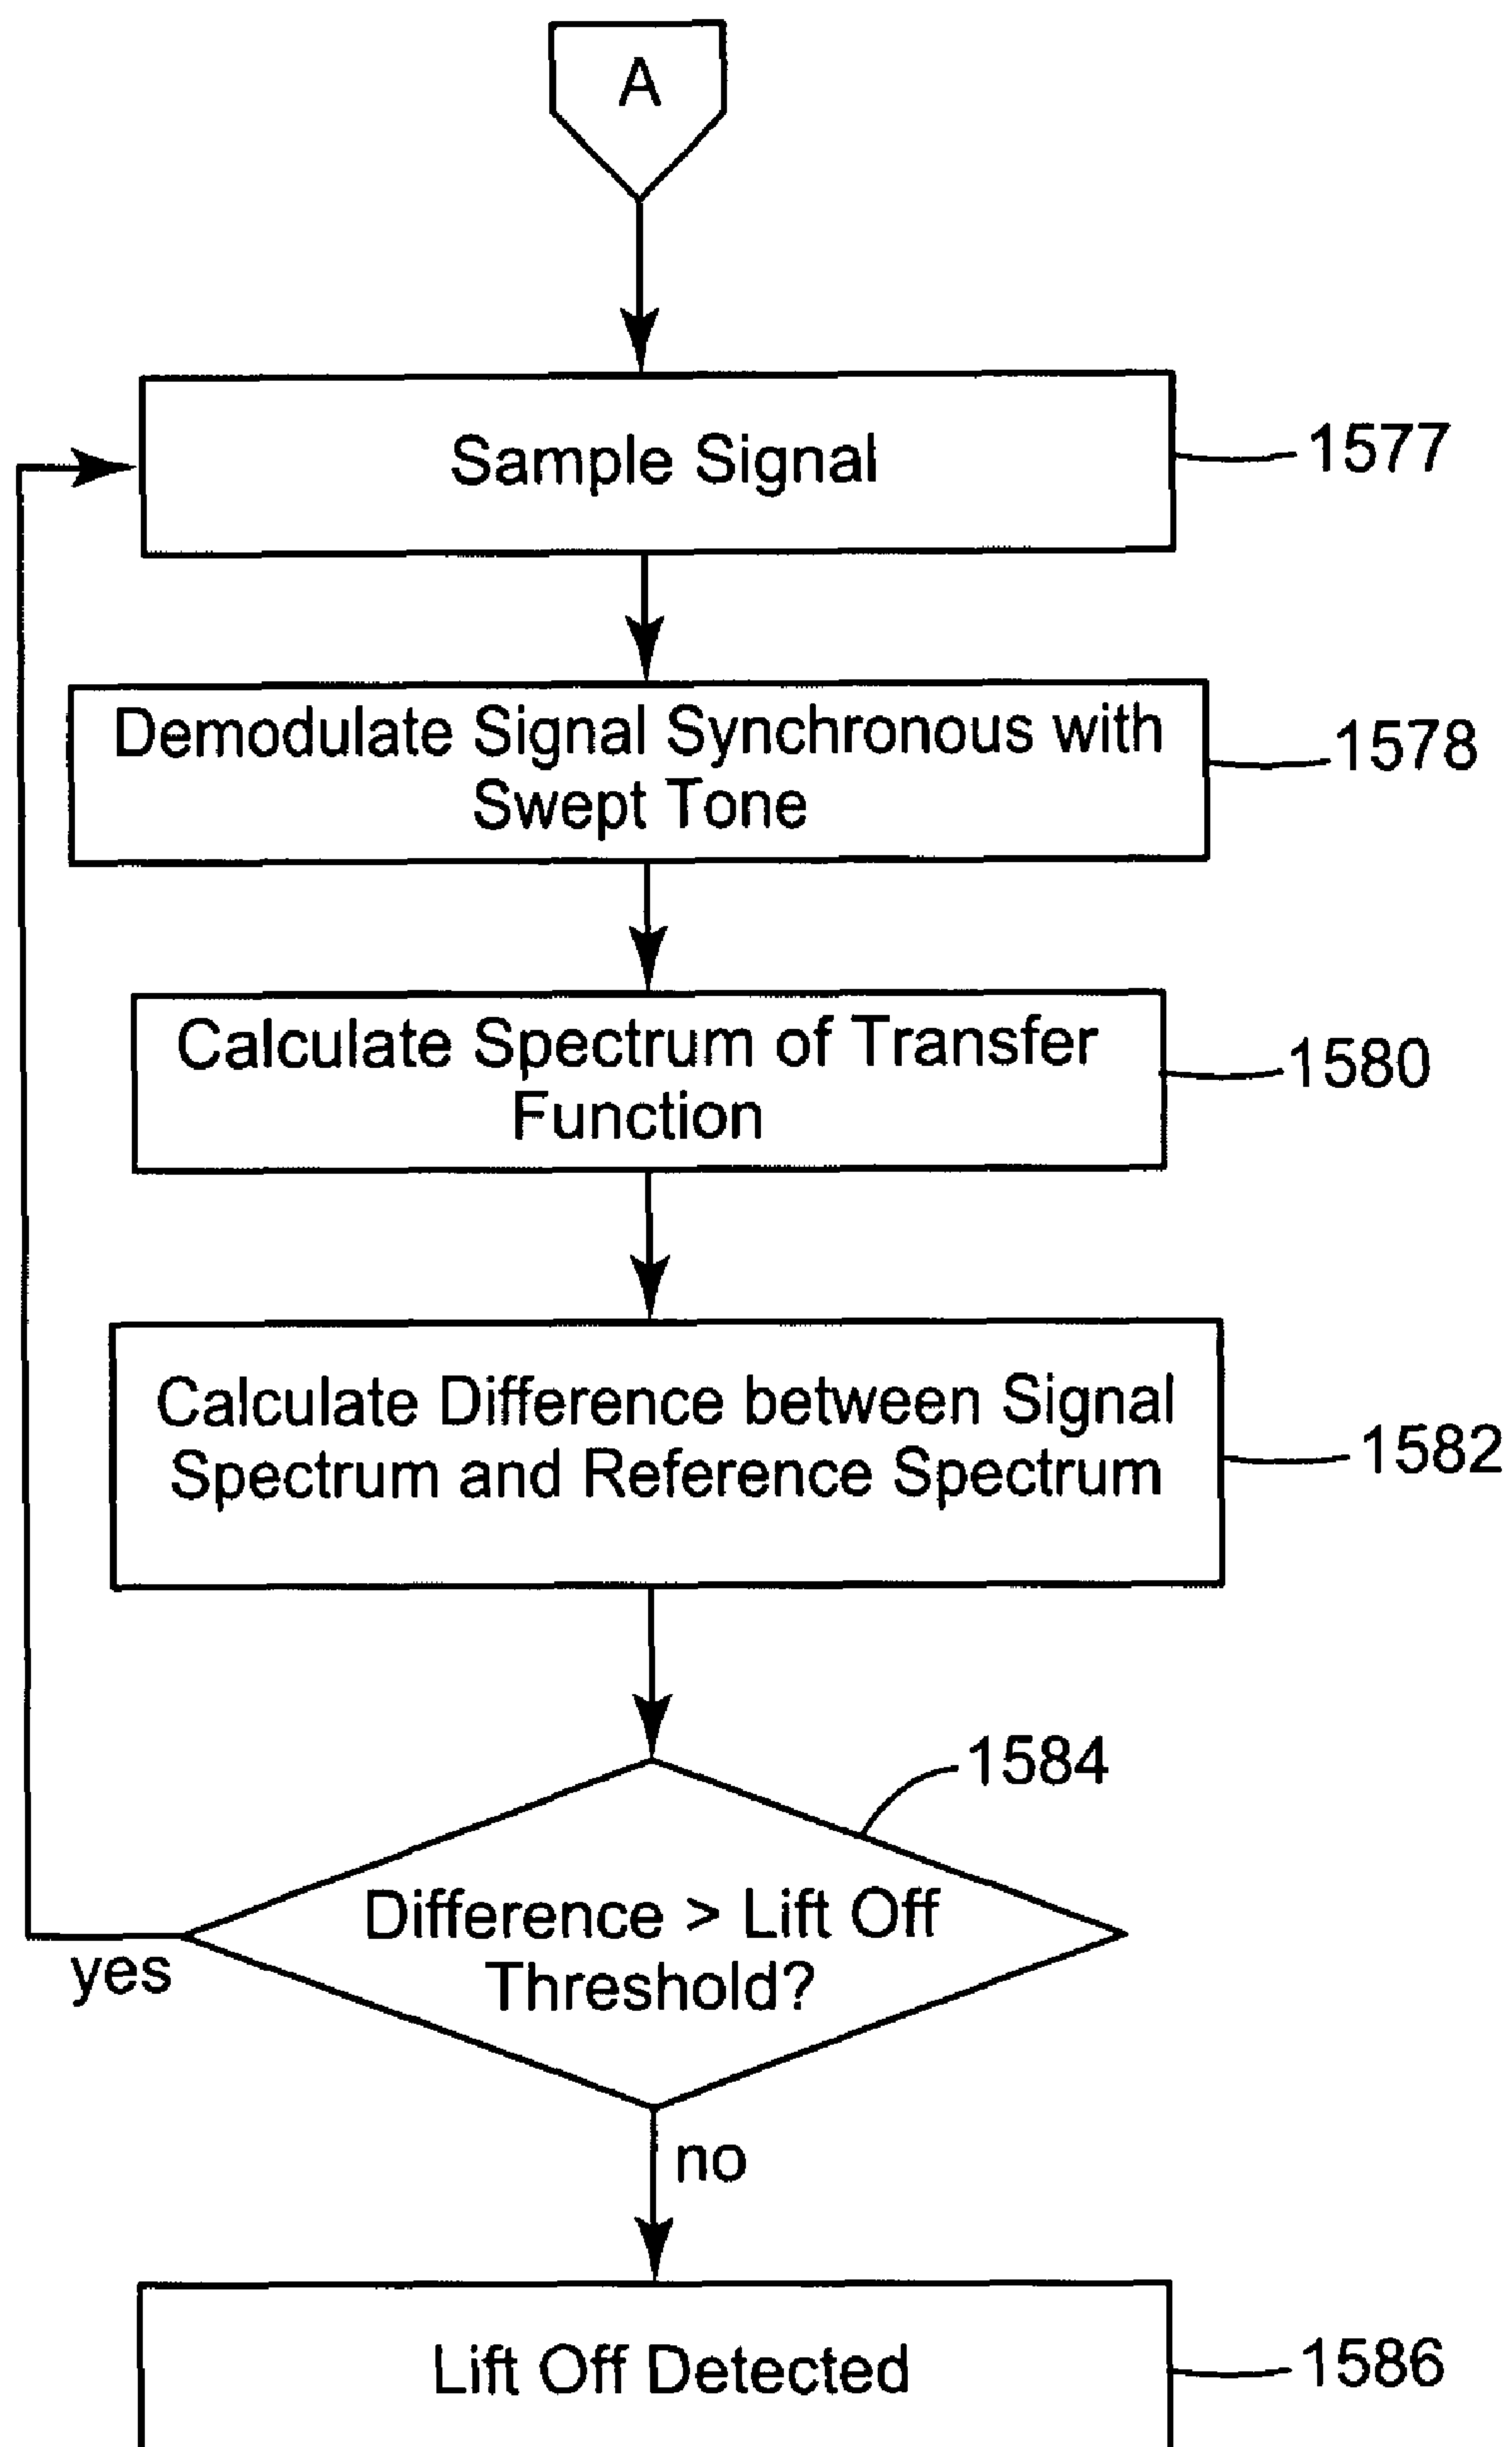 A
Sample Signal
1577
Demodulate Signal Synchronous with
Swept Tone
1578
Calculate Spectrum of Transfer
Function
1580
Calculate Difference between Signal
Spectrum and Reference Spectrum
1582
1584
Difference > Lift Off
Threshold?
yes
no
Lift Off Detected
1586